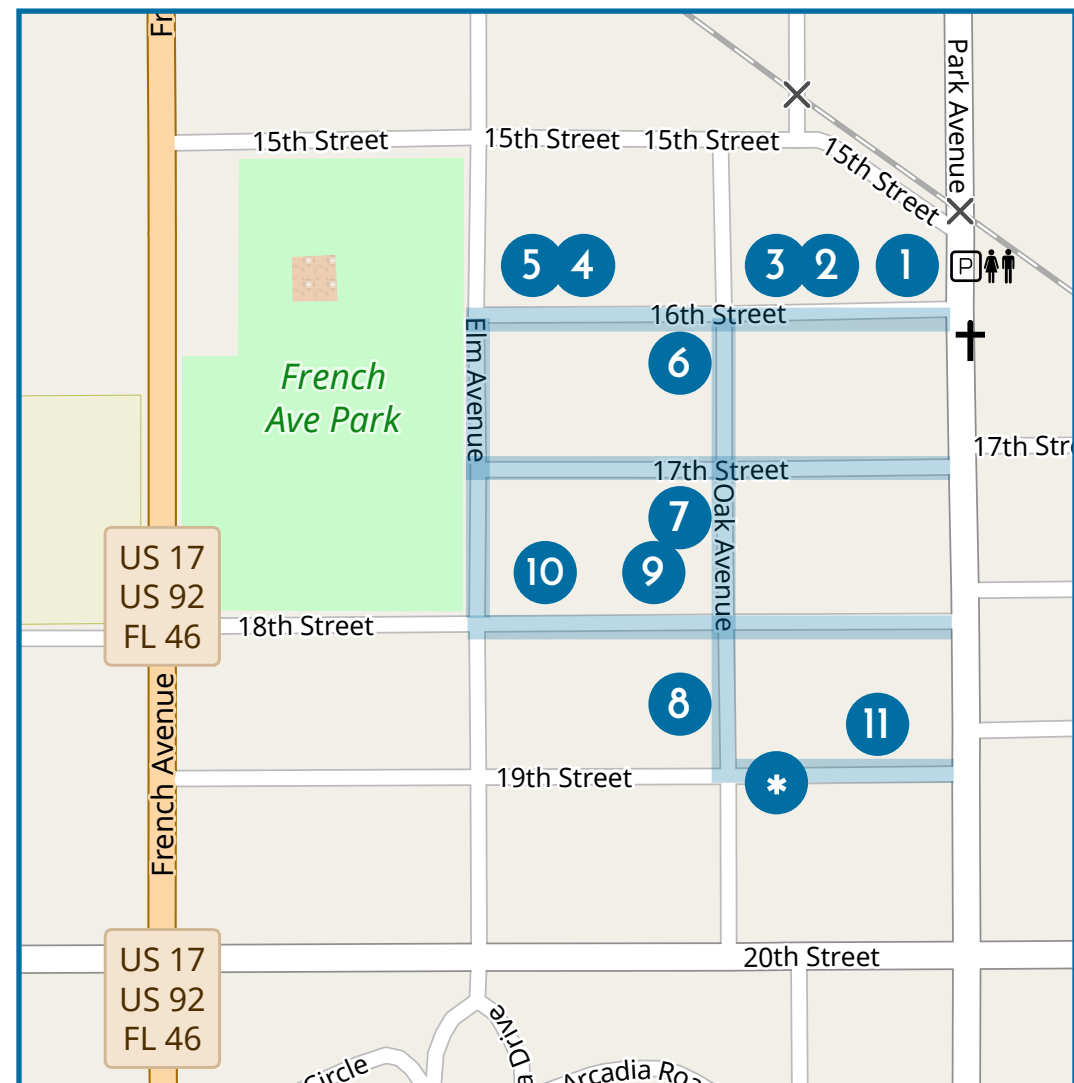 Fr
Park Avenue
15th Street
15th Street
15th Street
15th Street
P
5
4
3
2
1
16th Street
Elm Avenue
6
French
Ave Park
17th Str
17th Street
Oak Avenue
7
10
9
US 17
US 92
FL 46
18th Street
8
11
French Avenue
19th Street
*
20th Street
US 17
US 92
FL 46
a Drive
Circle
Arcadia Roa